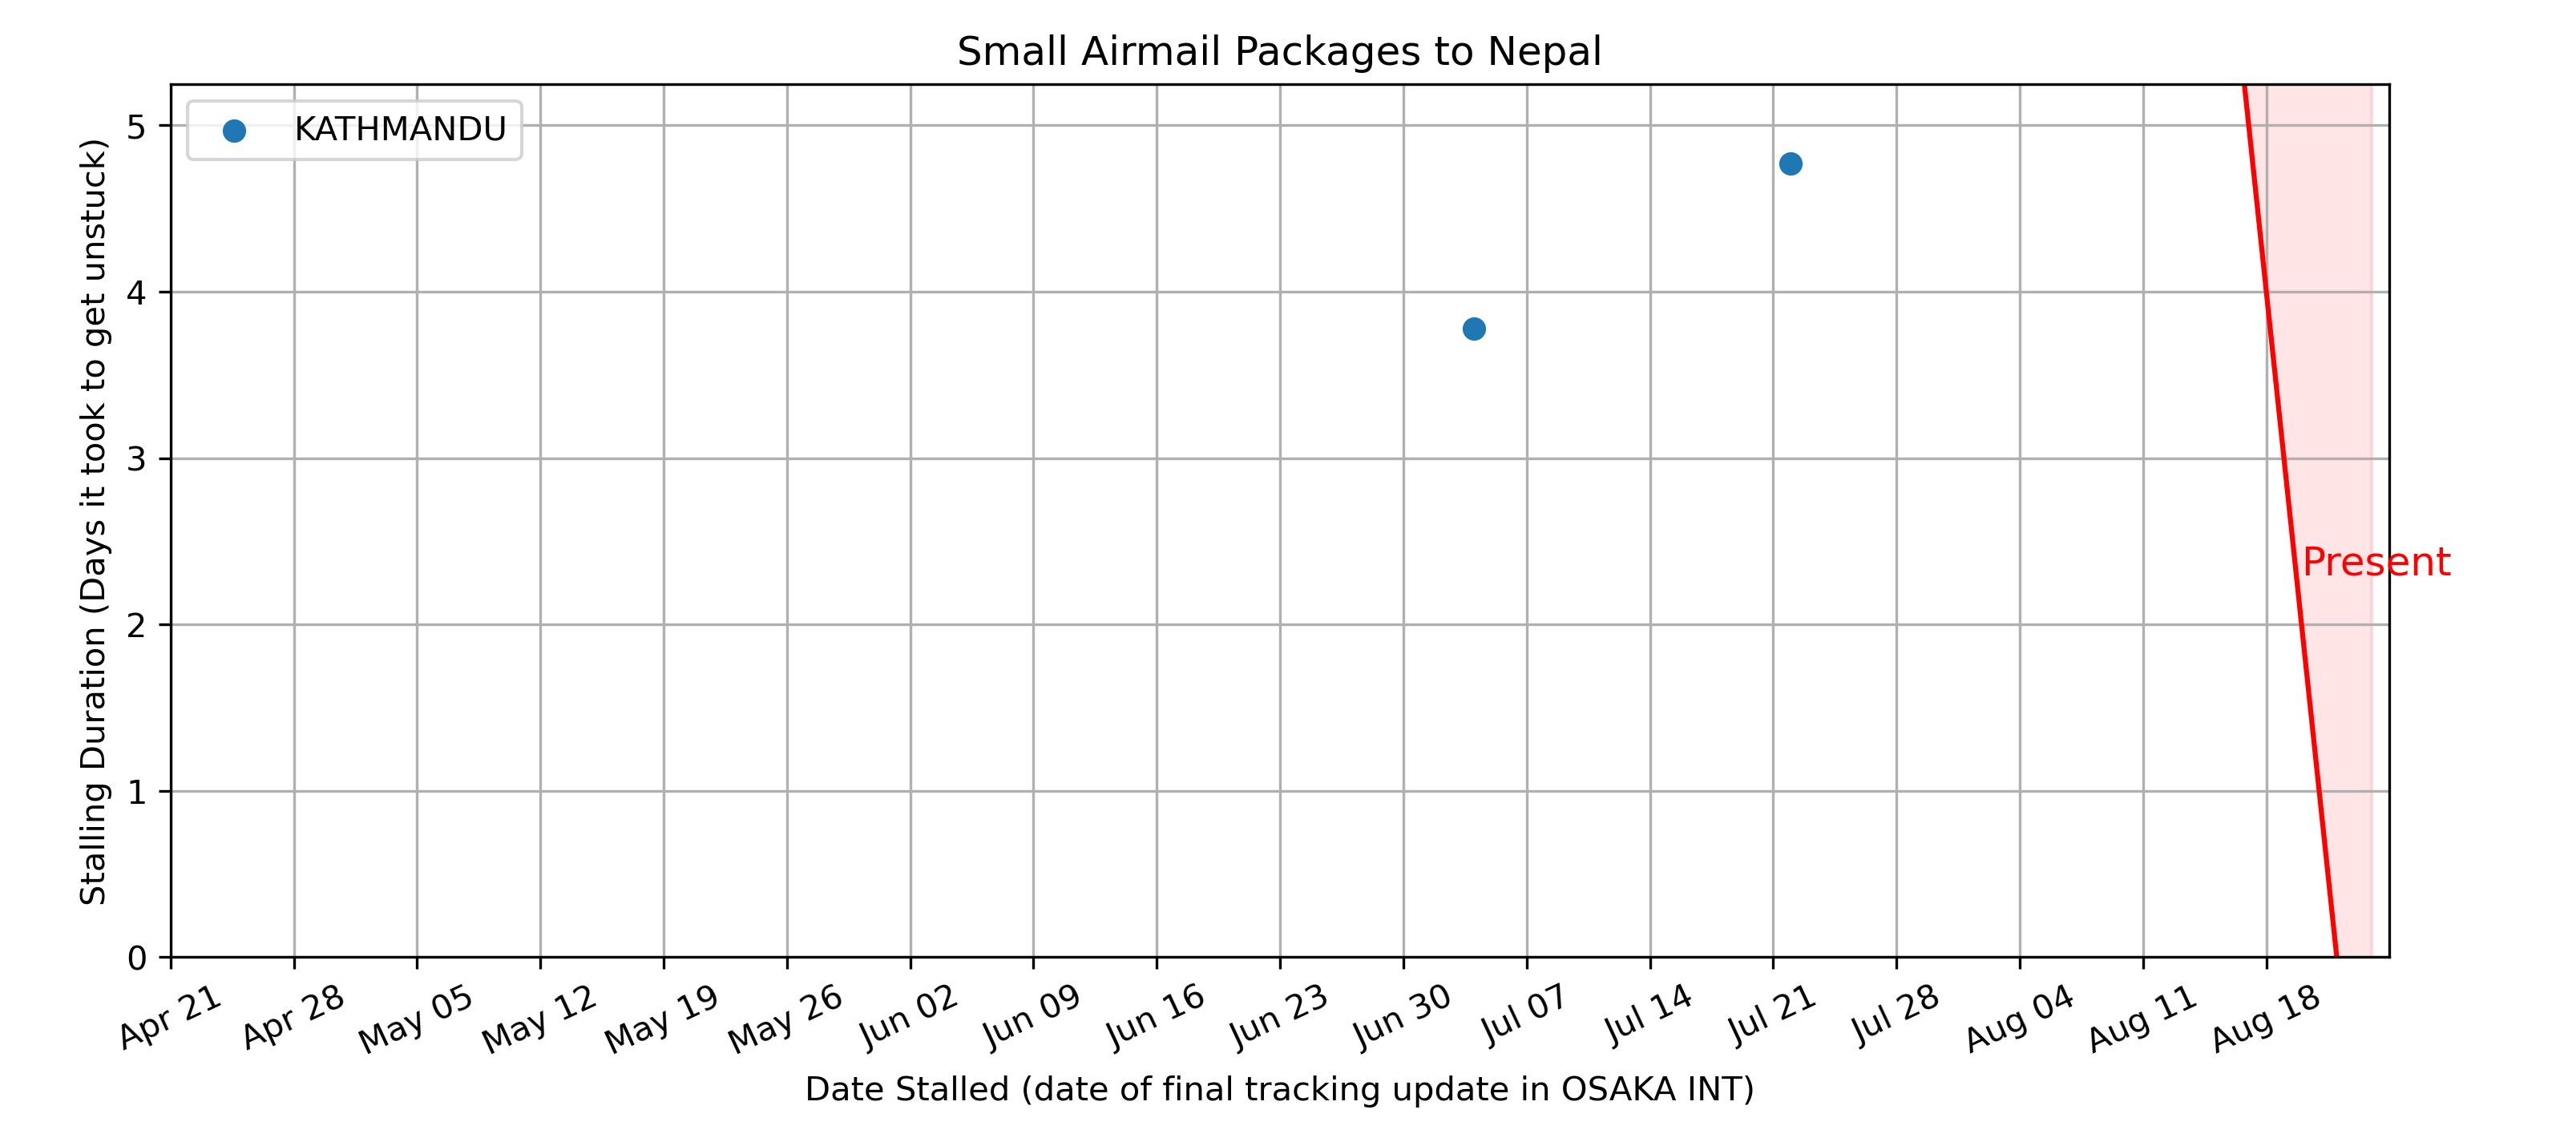 Small Airmail Packages to Nepal
KATHMANDU
Stalling Duration (Days it took to get unstuck)
5
4
3
2
1
0
Present
Apr 21
Apr 28
May 05
May 12
May 19
May 26
Jun 02
Jun 09
Jun 16
Jun 23
Jun 30
Jul 07
Jul 14
Jul 21
Jul 28
Aug 04
Aug 11
Aug 18
Date Stalled (date of final tracking update in OSAKA INT)